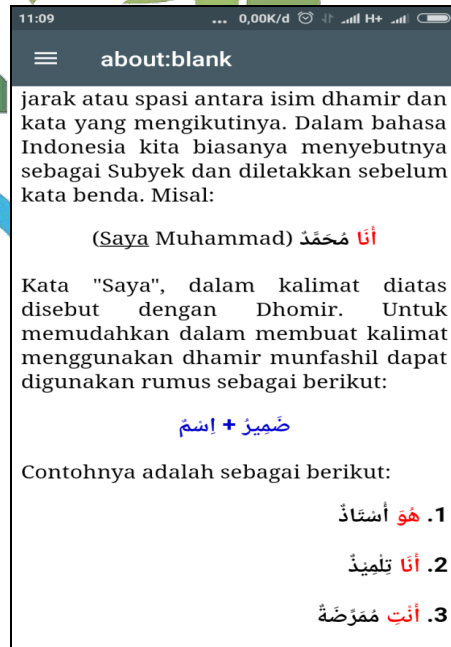 11:09
... 0,00K/d H+
about:blank
jarak atau spasi antara isim dhamir dan
kata yang mengikutinya. Dalam bahasa
Indonesia kita biasanya menyebutnya
sebagai Subyek dan diletakkan sebelum
kata benda. Misal:
أَنَا مُحَمَّدٌ (Saya Muhammad)
Kata "Saya", dalam kalimat diatas
disebut dengan Dhomir. Untuk
memudahkan dalam membuat kalimat
menggunakan dhamir munfashil dapat
digunakan rumus sebagai berikut:
ضَمِيرُ + اِسْمٌ
Contohnya adalah sebagai berikut:
1. هُوَ أُسْتَاذٌ
2. أَنَا تِلْمِيْذٌ
3. أَنْتِ مُمَرِّضَةٌ